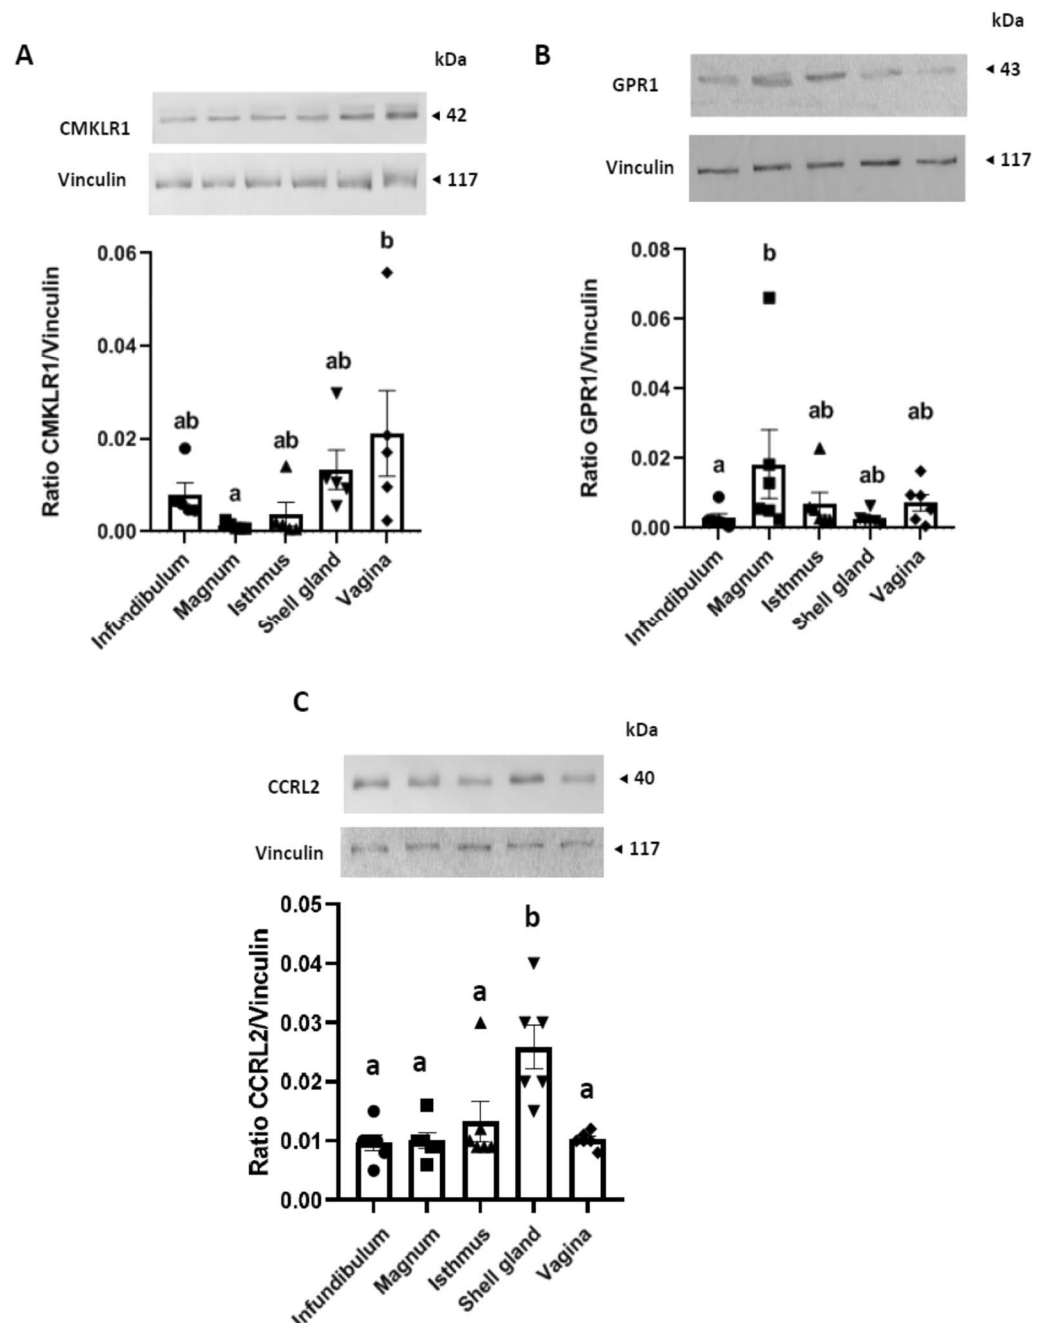 A
kDa
CMKLR1
◄ 42
Vinculin
◄ 117
Ratio CMKLR1/Vinculin
0.06
0.04
0.02
0.00
ab
a
ab
ab
b
Infundibulum
Magnum
Isthmus
Shell gland
Vagina
B
kDa
GPR1
◄ 43
Vinculin
◄ 117
Ratio GPR1/Vinculin
0.08
0.06
0.04
0.02
0.00
a
b
ab
ab
ab
Infundibulum
Magnum
Isthmus
Shell gland
Vagina
C
kDa
CCRL2
◄ 40
Vinculin
◄ 117
Ratio CCRL2/Vinculin
0.05
0.04
0.03
0.02
0.01
0.00
a
a
a
b
a
Infundibulum
Magnum
Isthmus
Shell gland
Vagina